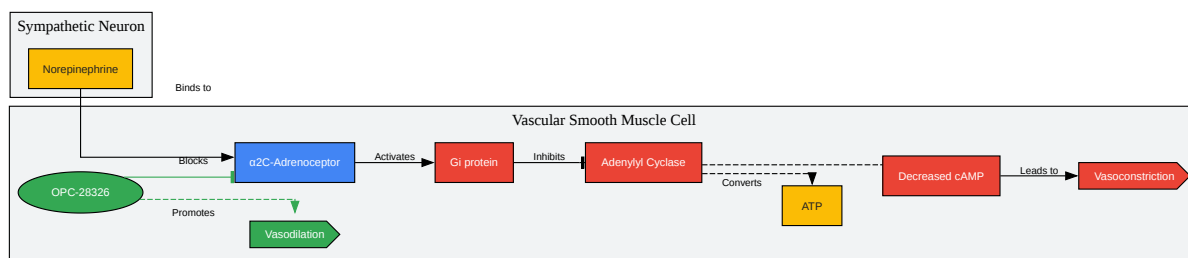 Sympathetic Neuron
Norepinephrine
Binds to
Vascular Smooth Muscle Cell
Blocks
α2C-Adrenoceptor
Activates
Gi protein
Inhibits
Adenylyl Cyclase
Converts
ATP
Decreased cAMP
Leads to
Vasoconstriction
OPC-28326
Promotes
Vasodilation